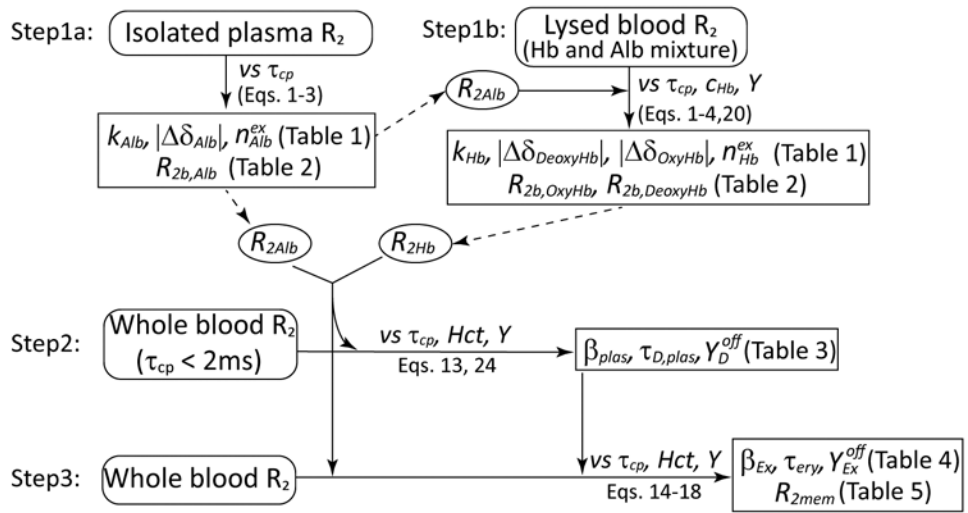 Step1a:
Isolated plasma R₂
Step1b:
Lysed blood R₂
(Hb and Alb mixture)
vs τcp
(Eqs. 1-3)
R2Alb
vs τcp, cHb, Y
(Eqs. 1-4,20)
kAlb, |ΔδAlb|, n^ex_Alb (Table 1)
R2b,Alb (Table 2)
kHb, |ΔδDeoxyHb|, |ΔδOxyHb|, n^ex_Hb (Table 1)
R2b,OxyHb, R2b,DeoxyHb (Table 2)
R2Alb
R2Hb
Step2:
Whole blood R₂
(τcp < 2ms)
vs τcp, Hct, Y
Eqs. 13, 24
βplas, τD,plas, Y^off_D (Table 3)
Step3:
Whole blood R₂
vs τcp, Hct, Y
Eqs. 14-18
βEx, τery, Y^off_Ex (Table 4)
R2mem (Table 5)